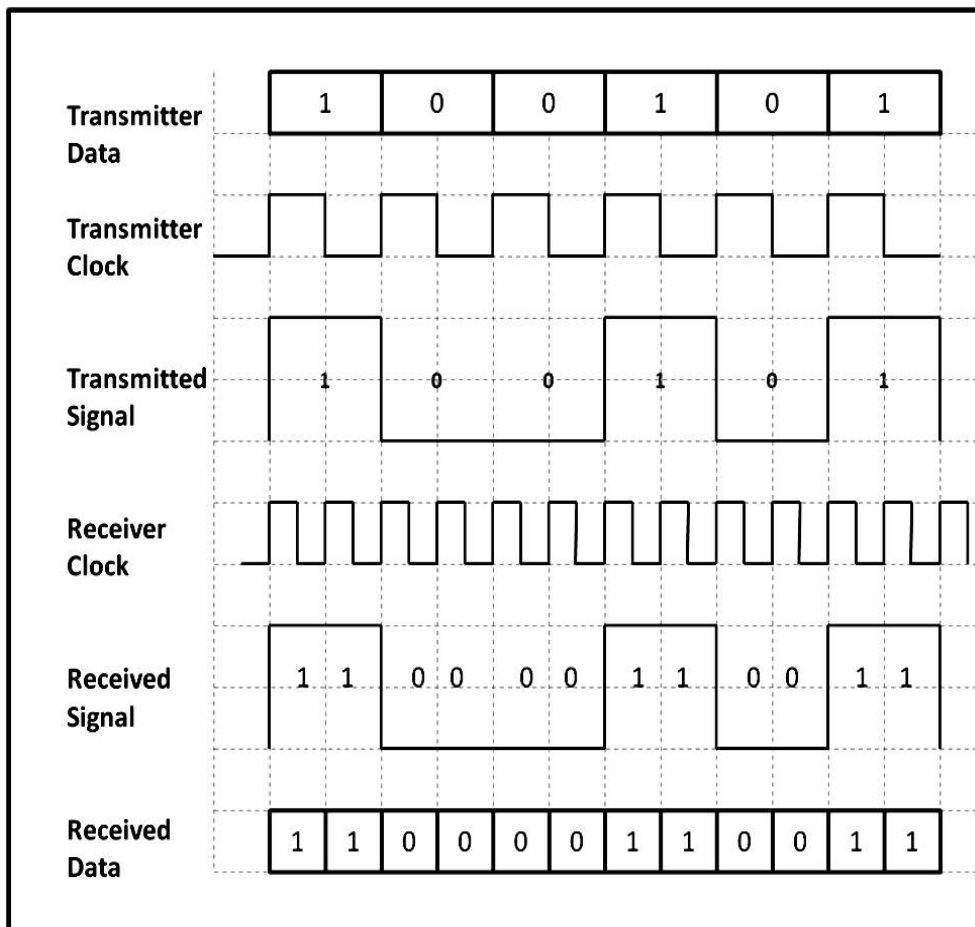 Transmitter Data
1 0 0 1 0 1
Transmitter Clock
Transmitted Signal
1 0 0 1 0 1
Receiver Clock
Received Signal
1 1 0 0 0 0 1 1 0 0 1 1
Received Data
1 1 0 0 0 0 1 1 0 0 1 1